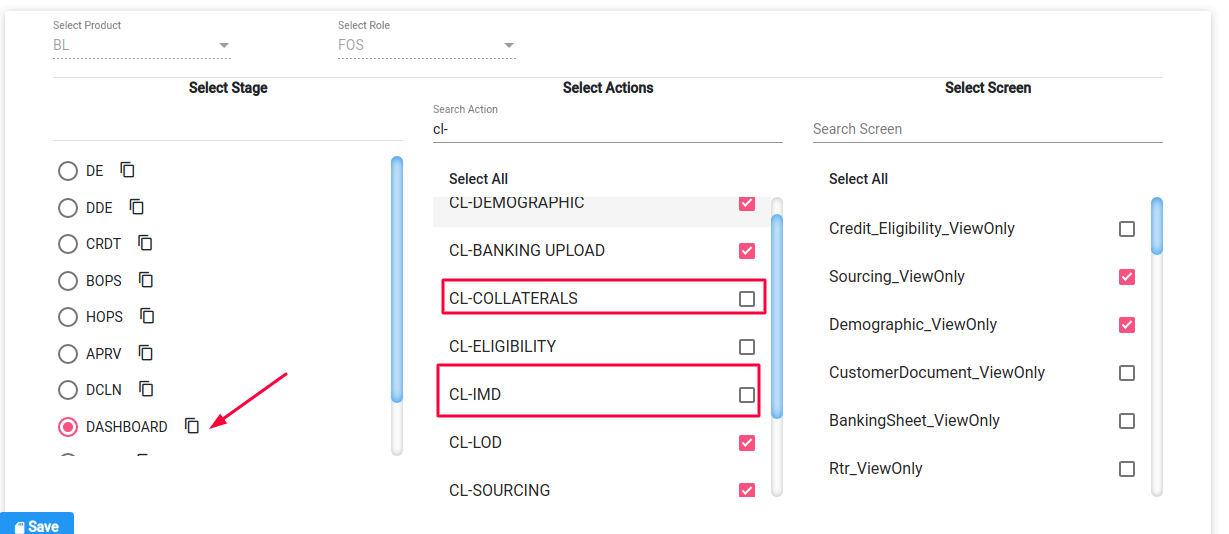 Select Product
Select Role
BL
FOS
Select Stage
Select Actions
Select Screen
Search Action
cl-
Search Screen
DE
DDE
CRDT
BOPS
HOPS
APRV
DCLN
DASHBOARD
Select All
CL-DEMOGRAPHIC
CL-BANKING UPLOAD
CL-COLLATERALS
CL-ELIGIBILITY
CL-IMD
CL-LOD
CL-SOURCING
Select All
Credit_Eligibility_ViewOnly
Sourcing_ViewOnly
Demographic_ViewOnly
CustomerDocument_ViewOnly
BankingSheet_ViewOnly
Rtr_ViewOnly
Save